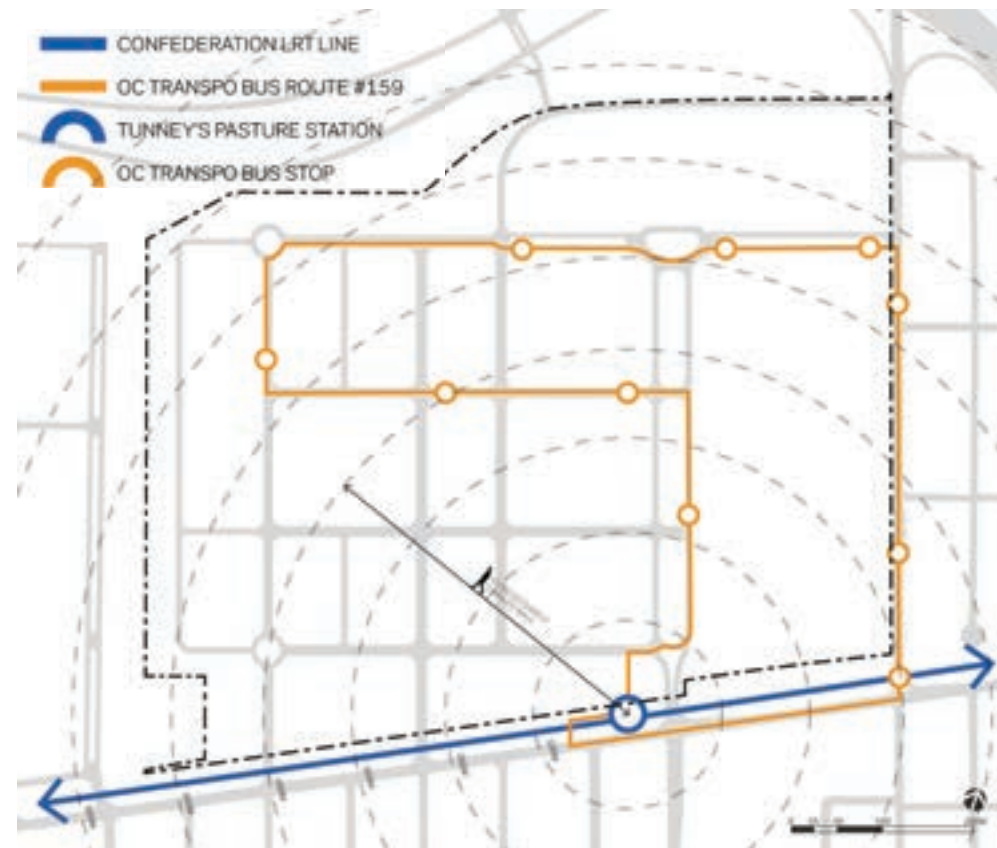 CONFEDERATION LRT LINE
OC TRANSPO BUS ROUTE #159
TUNNEY'S PASTURE STATION
OC TRANSPO BUS STOP